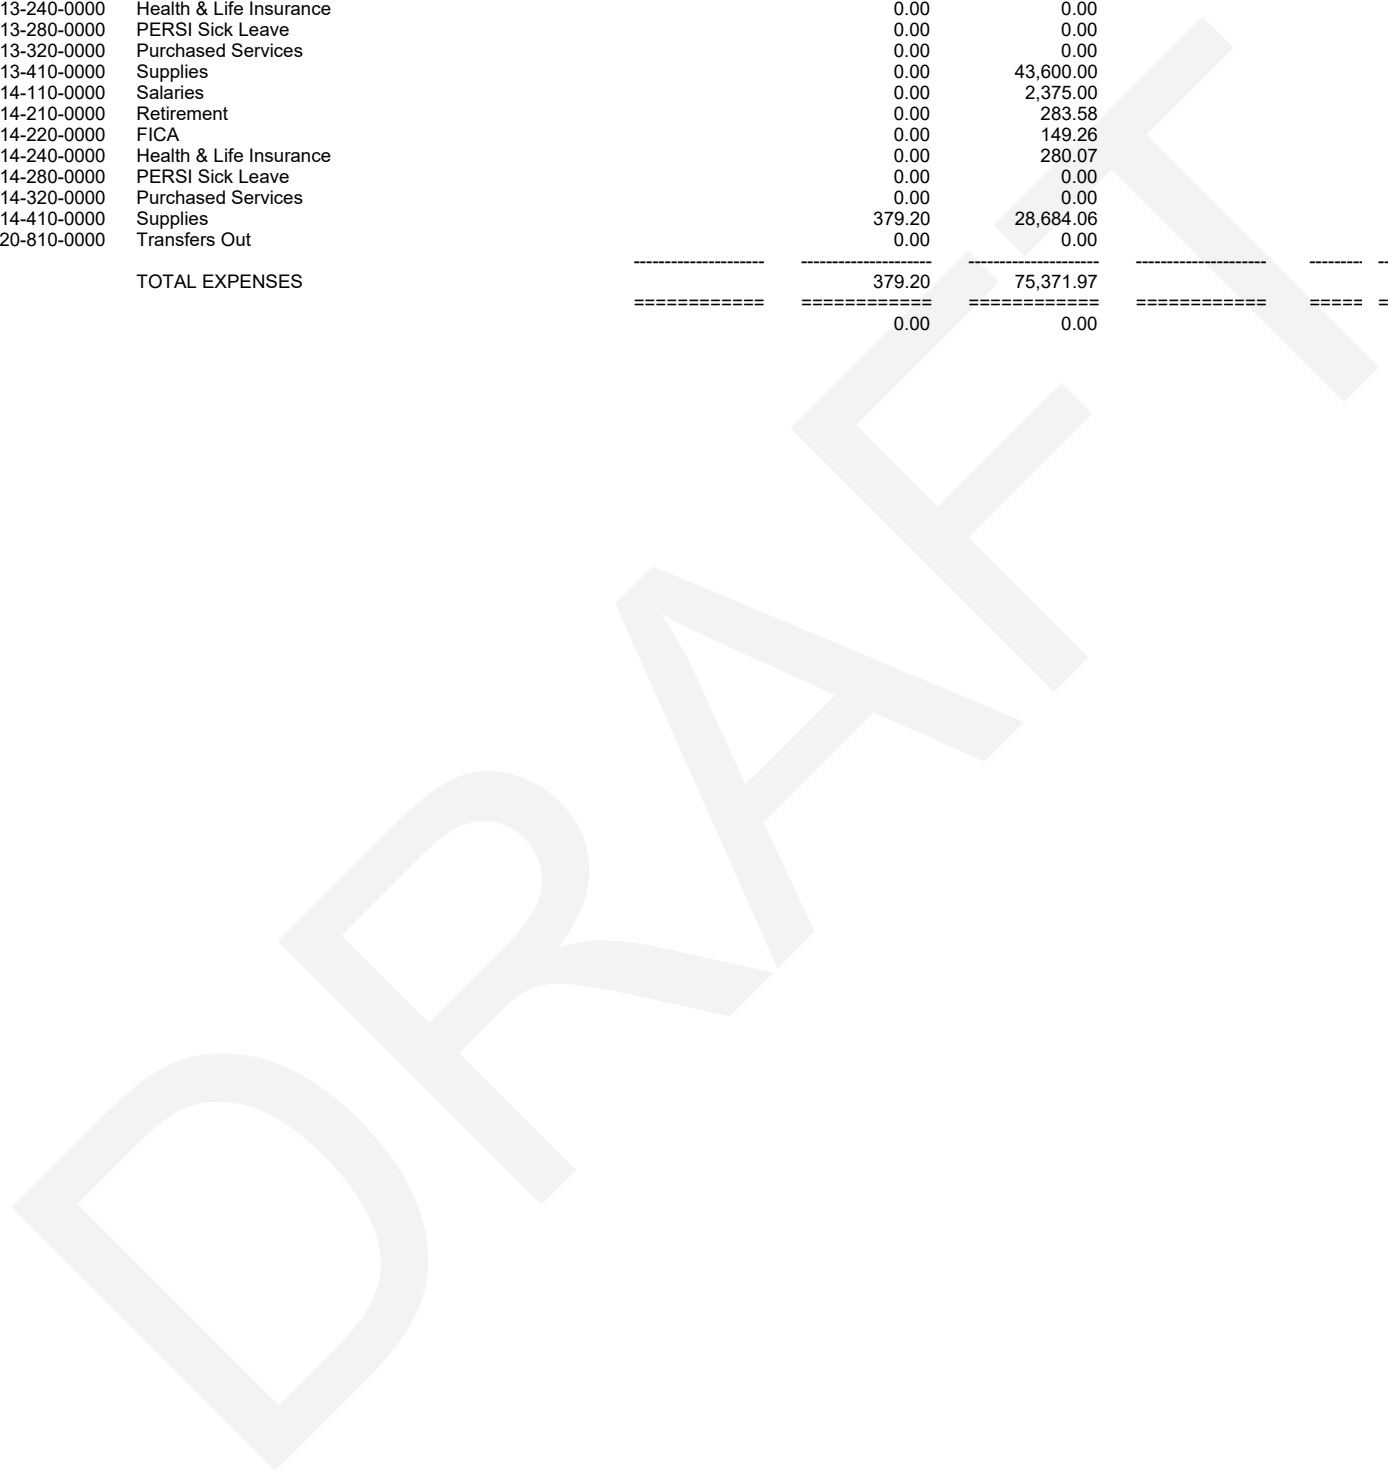 13-240-0000 Health & Life Insurance 0.00 0.00
13-280-0000 PERSI Sick Leave 0.00 0.00
13-320-0000 Purchased Services 0.00 0.00
13-410-0000 Supplies 0.00 43,600.00
14-110-0000 Salaries 0.00 2,375.00
14-210-0000 Retirement 0.00 283.58
14-220-0000 FICA 0.00 149.26
14-240-0000 Health & Life Insurance 0.00 280.07
14-280-0000 PERSI Sick Leave 0.00 0.00
14-320-0000 Purchased Services 0.00 0.00
14-410-0000 Supplies 379.20 28,684.06
20-810-0000 Transfers Out 0.00 0.00
--------------------- --------------------- --------------------- --------------------- -------- --
TOTAL EXPENSES 379.20 75,371.97
============ ============ ============ ============ ===== =
0.00 0.00
DRAFT